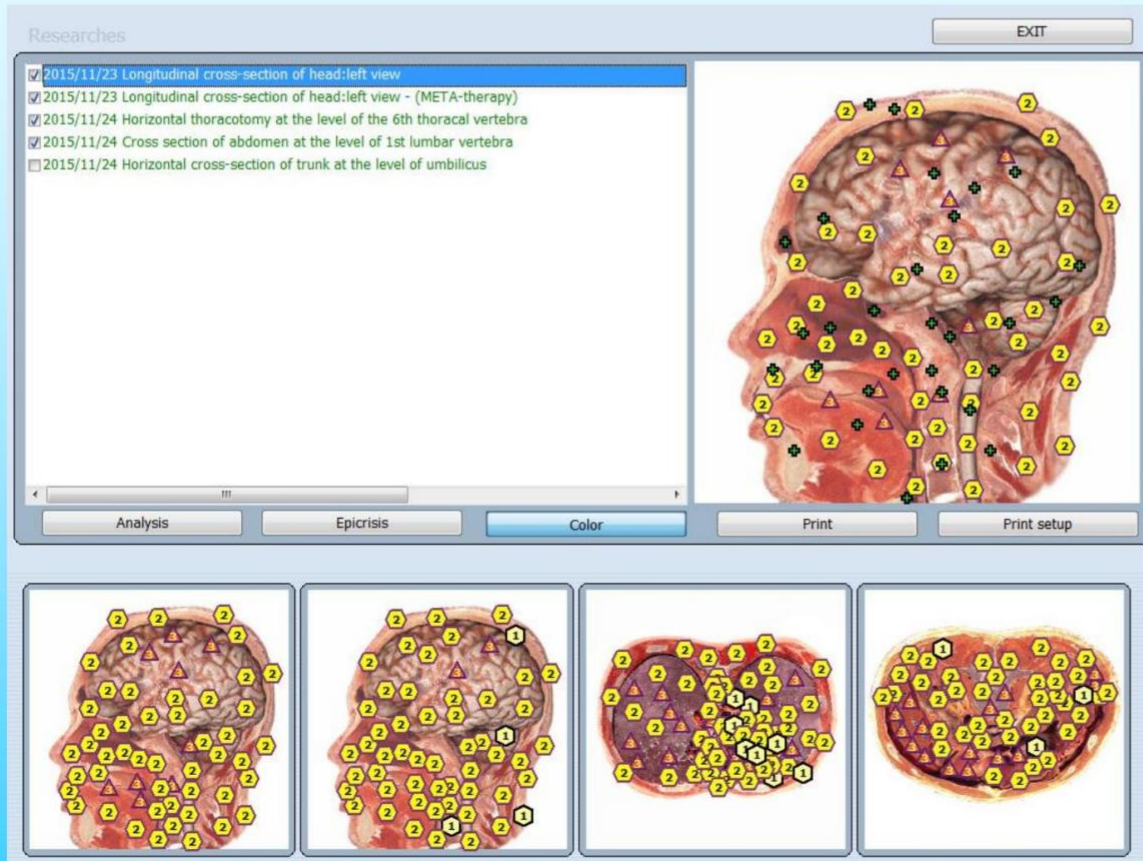 Researches
EXIT
2015/11/23 Longitudinal cross-section of head:left view
2015/11/23 Longitudinal cross-section of head:left view - (META-therapy)
2015/11/24 Horizontal thoracotomy at the level of the 6th thoracal vertebra
2015/11/24 Cross section of abdomen at the level of 1st lumbar vertebra
2015/11/24 Horizontal cross-section of trunk at the level of umbilicus
Analysis
Epicrisis
Color
Print
Print setup